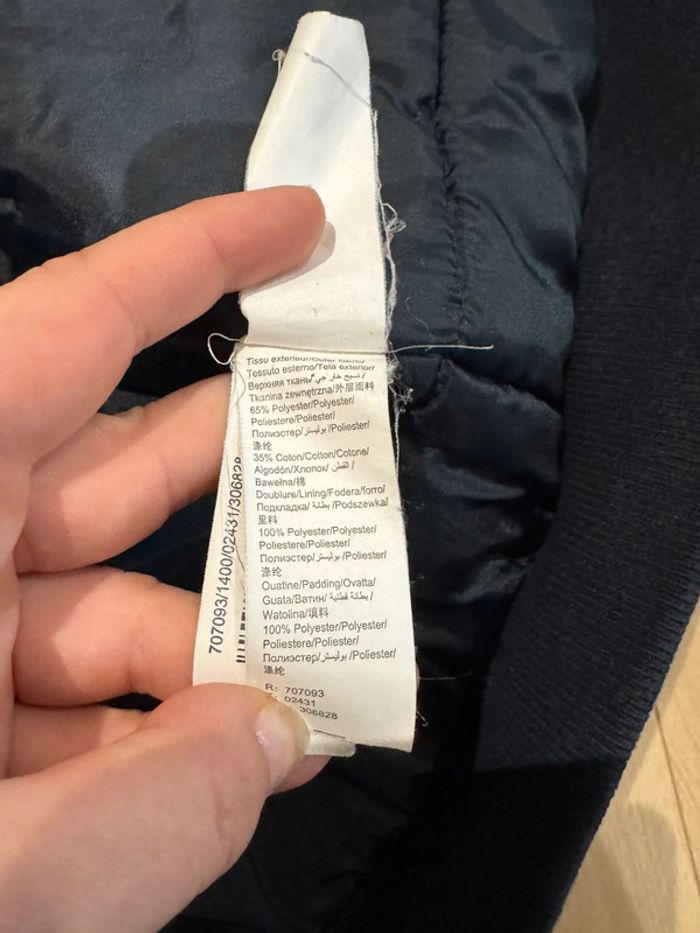 Tissu extérieur/Outer fabric/
Tessuto esterno/Tela exterior/
Верхняя ткань/نسيج خارجي/
Tkanina zewnętrzna/外层面料
65% Polyester/Polyester/
Poliestere/Poliester/
Полиэстер/بوليستر/Poliester/
涤纶
35% Coton/Cotton/Cotone/
Algodón/Хлопок/القطن/
Bawełna/棉
Doublure/Lining/Fodera/forro/
Подкладка/بطانة/Podszewka/
里料
100% Polyester/Polyester/
Poliestere/Poliester/
Полиэстер/بوليستر/Poliester/
涤纶
Ouatine/Padding/Ovatta/
Guata/Ватин/بطانة قطنية/
Watolina/填料
100% Polyester/Polyester/
Poliestere/Poliester/
Полиэстер/بوليستر/Poliester/
涤纶
R: 707093
02431
306828
707093/1400/02431/306828